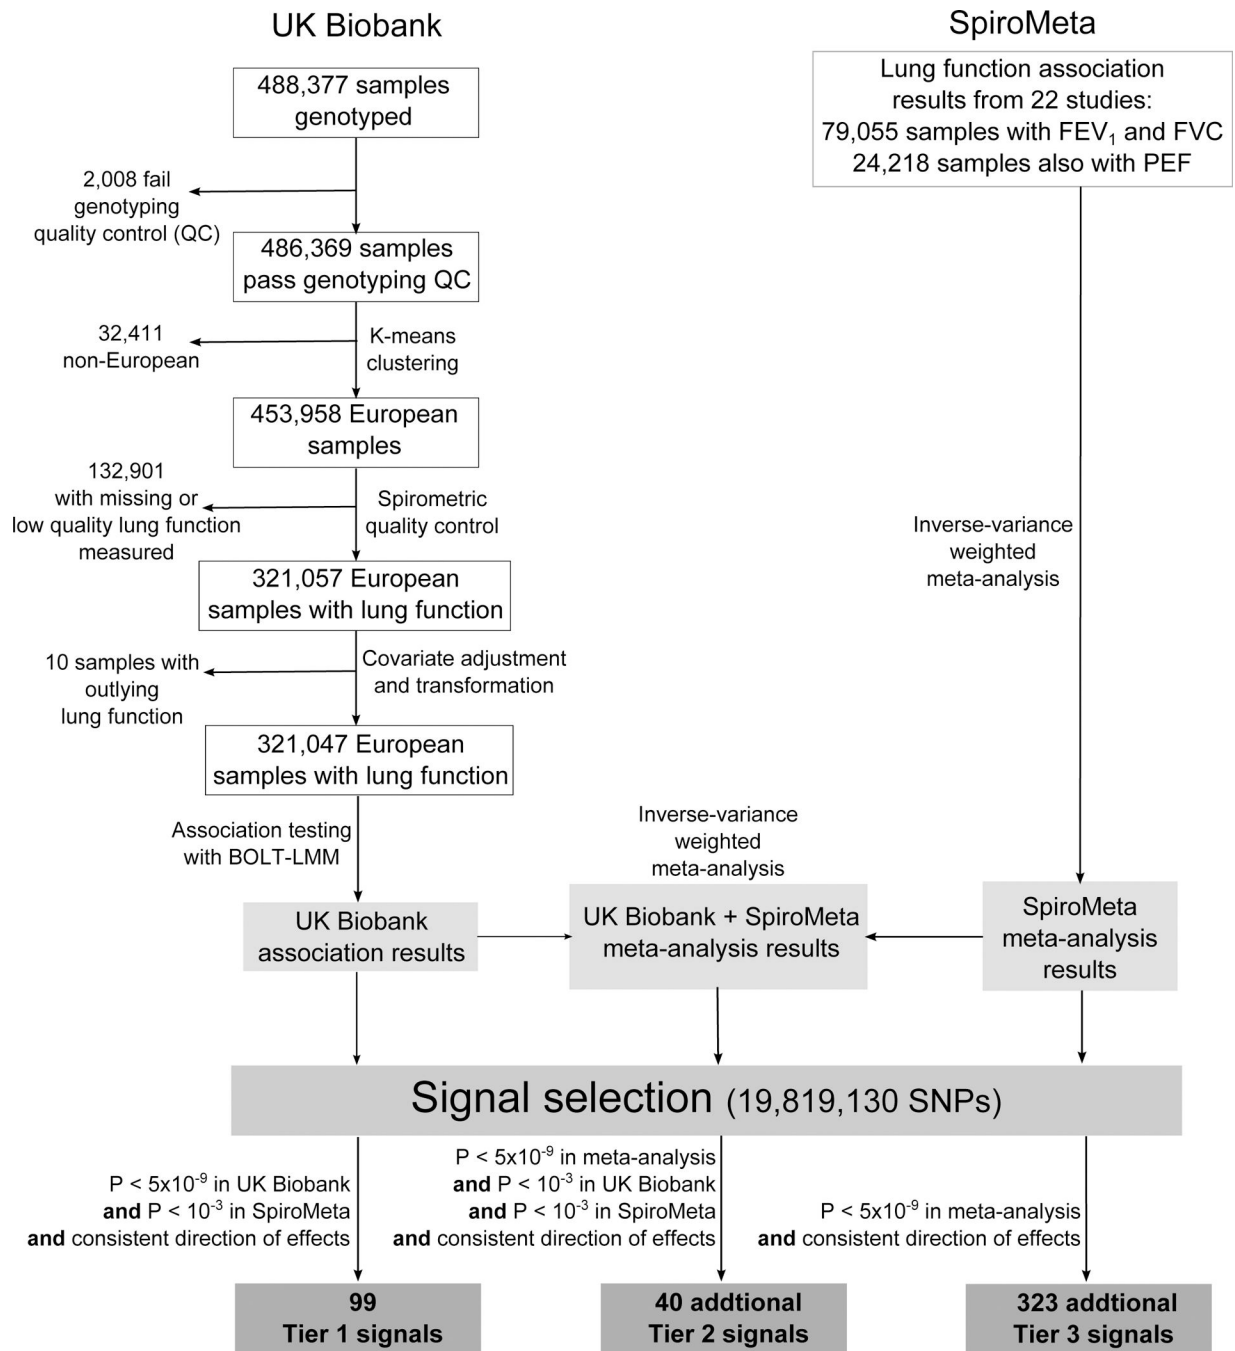 UK Biobank
SpiroMeta
488,377 samples
genotyped
Lung function association
results from 22 studies:
79,055 samples with FEV₁ and FVC
24,218 samples also with PEF
2,008 fail
genotyping
quality control (QC)
486,369 samples
pass genotyping QC
32,411
non-European
K-means
clustering
453,958 European
samples
132,901
with missing or
low quality lung function
measured
Spirometric
quality control
Inverse-variance
weighted
meta-analysis
321,057 European
samples with lung function
10 samples with
outlying
lung function
Covariate adjustment
and transformation
321,047 European
samples with lung function
Association testing
with BOLT-LMM
Inverse-variance
weighted
meta-analysis
UK Biobank
association results
UK Biobank + SpiroMeta
meta-analysis results
SpiroMeta
meta-analysis
results
Signal selection (19,819,130 SNPs)
P < 5x10⁻⁹ in UK Biobank
and P < 10⁻³ in SpiroMeta
and consistent direction of effects
P < 5x10⁻⁹ in meta-analysis
and P < 10⁻³ in UK Biobank
and P < 10⁻³ in SpiroMeta
and consistent direction of effects
P < 5x10⁻⁹ in meta-analysis
and consistent direction of effects
99
Tier 1 signals
40 addtional
Tier 2 signals
323 addtional
Tier 3 signals